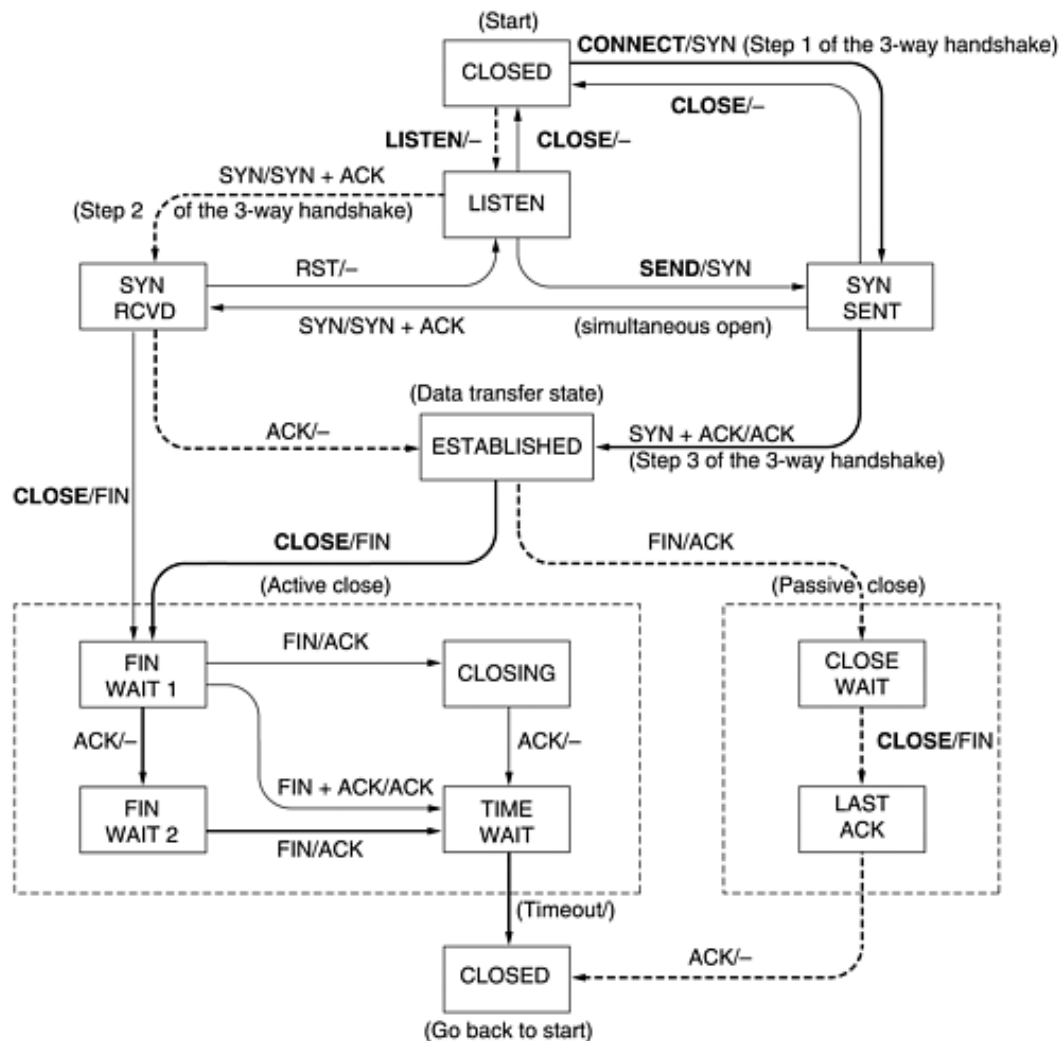 (Start)
CONNECT/SYN (Step 1 of the 3-way handshake)
CLOSED
CLOSE/–
LISTEN/–
CLOSE/–
SYN/SYN + ACK
LISTEN
(Step 2 of the 3-way handshake)
RST/–
SEND/SYN
SYN
RCVD
SYN
SENT
SYN/SYN + ACK
(simultaneous open)
(Data transfer state)
ACK/–
ESTABLISHED
SYN + ACK/ACK
(Step 3 of the 3-way handshake)
CLOSE/FIN
CLOSE/FIN
FIN/ACK
(Active close)
(Passive close)
FIN
WAIT 1
FIN/ACK
CLOSING
CLOSE
WAIT
ACK/–
ACK/–
CLOSE/FIN
FIN
WAIT 2
FIN + ACK/ACK
FIN/ACK
TIME
WAIT
LAST
ACK
(Timeout/)
CLOSED
ACK/–
(Go back to start)